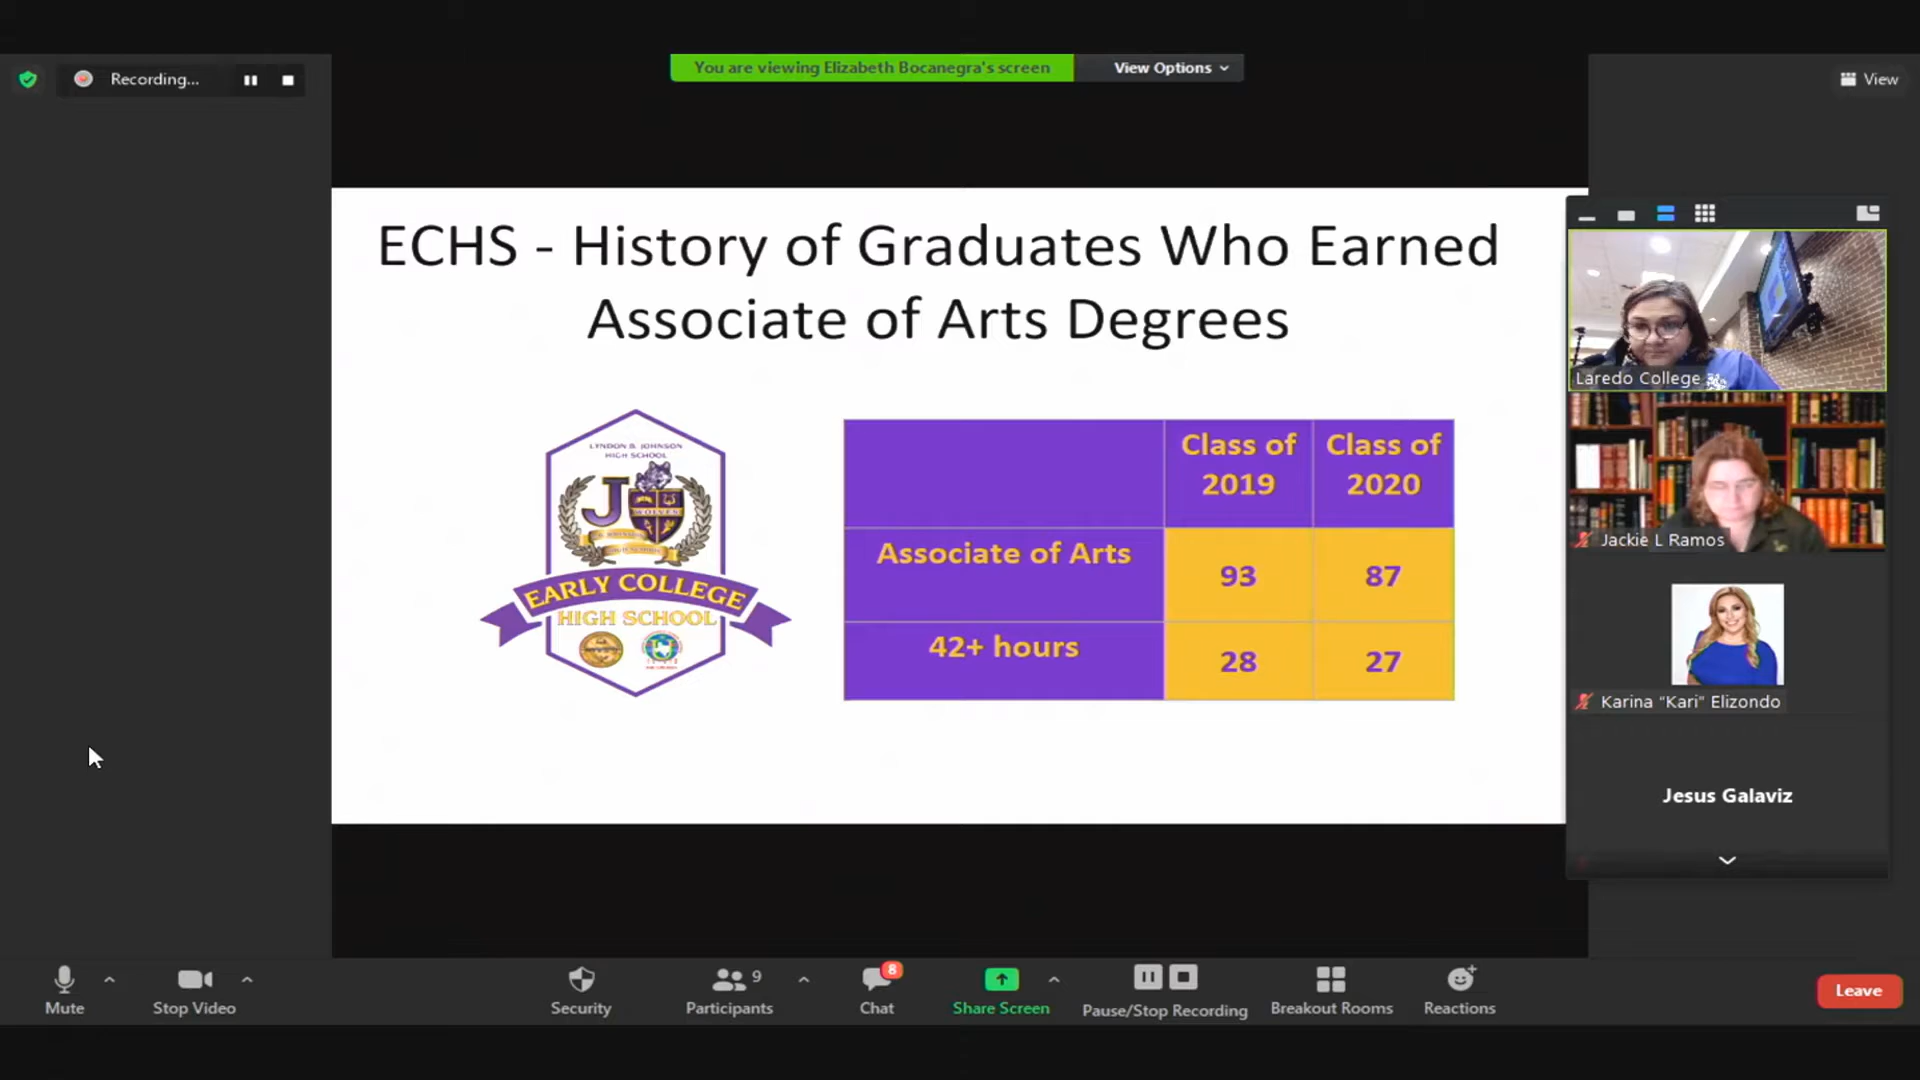 You are viewing Elizabeth Bocanegra's screen
View Options
Recording...
View
ECHS - History of Graduates Who Earned
Associate of Arts Degrees
LYNDON B. JOHNSON
HIGH SCHOOL
J
WOLVES
EARLY COLLEGE
HIGH SCHOOL
Class of
2019
Class of
2020
Associate of Arts
93
87
42+ hours
28
27
Laredo College
Jackie L Ramos
Karina "Kari" Elizondo
Jesus Galaviz
Mute
Stop Video
Security
9
Participants
8
Chat
Share Screen
Pause/Stop Recording
Breakout Rooms
Reactions
Leave